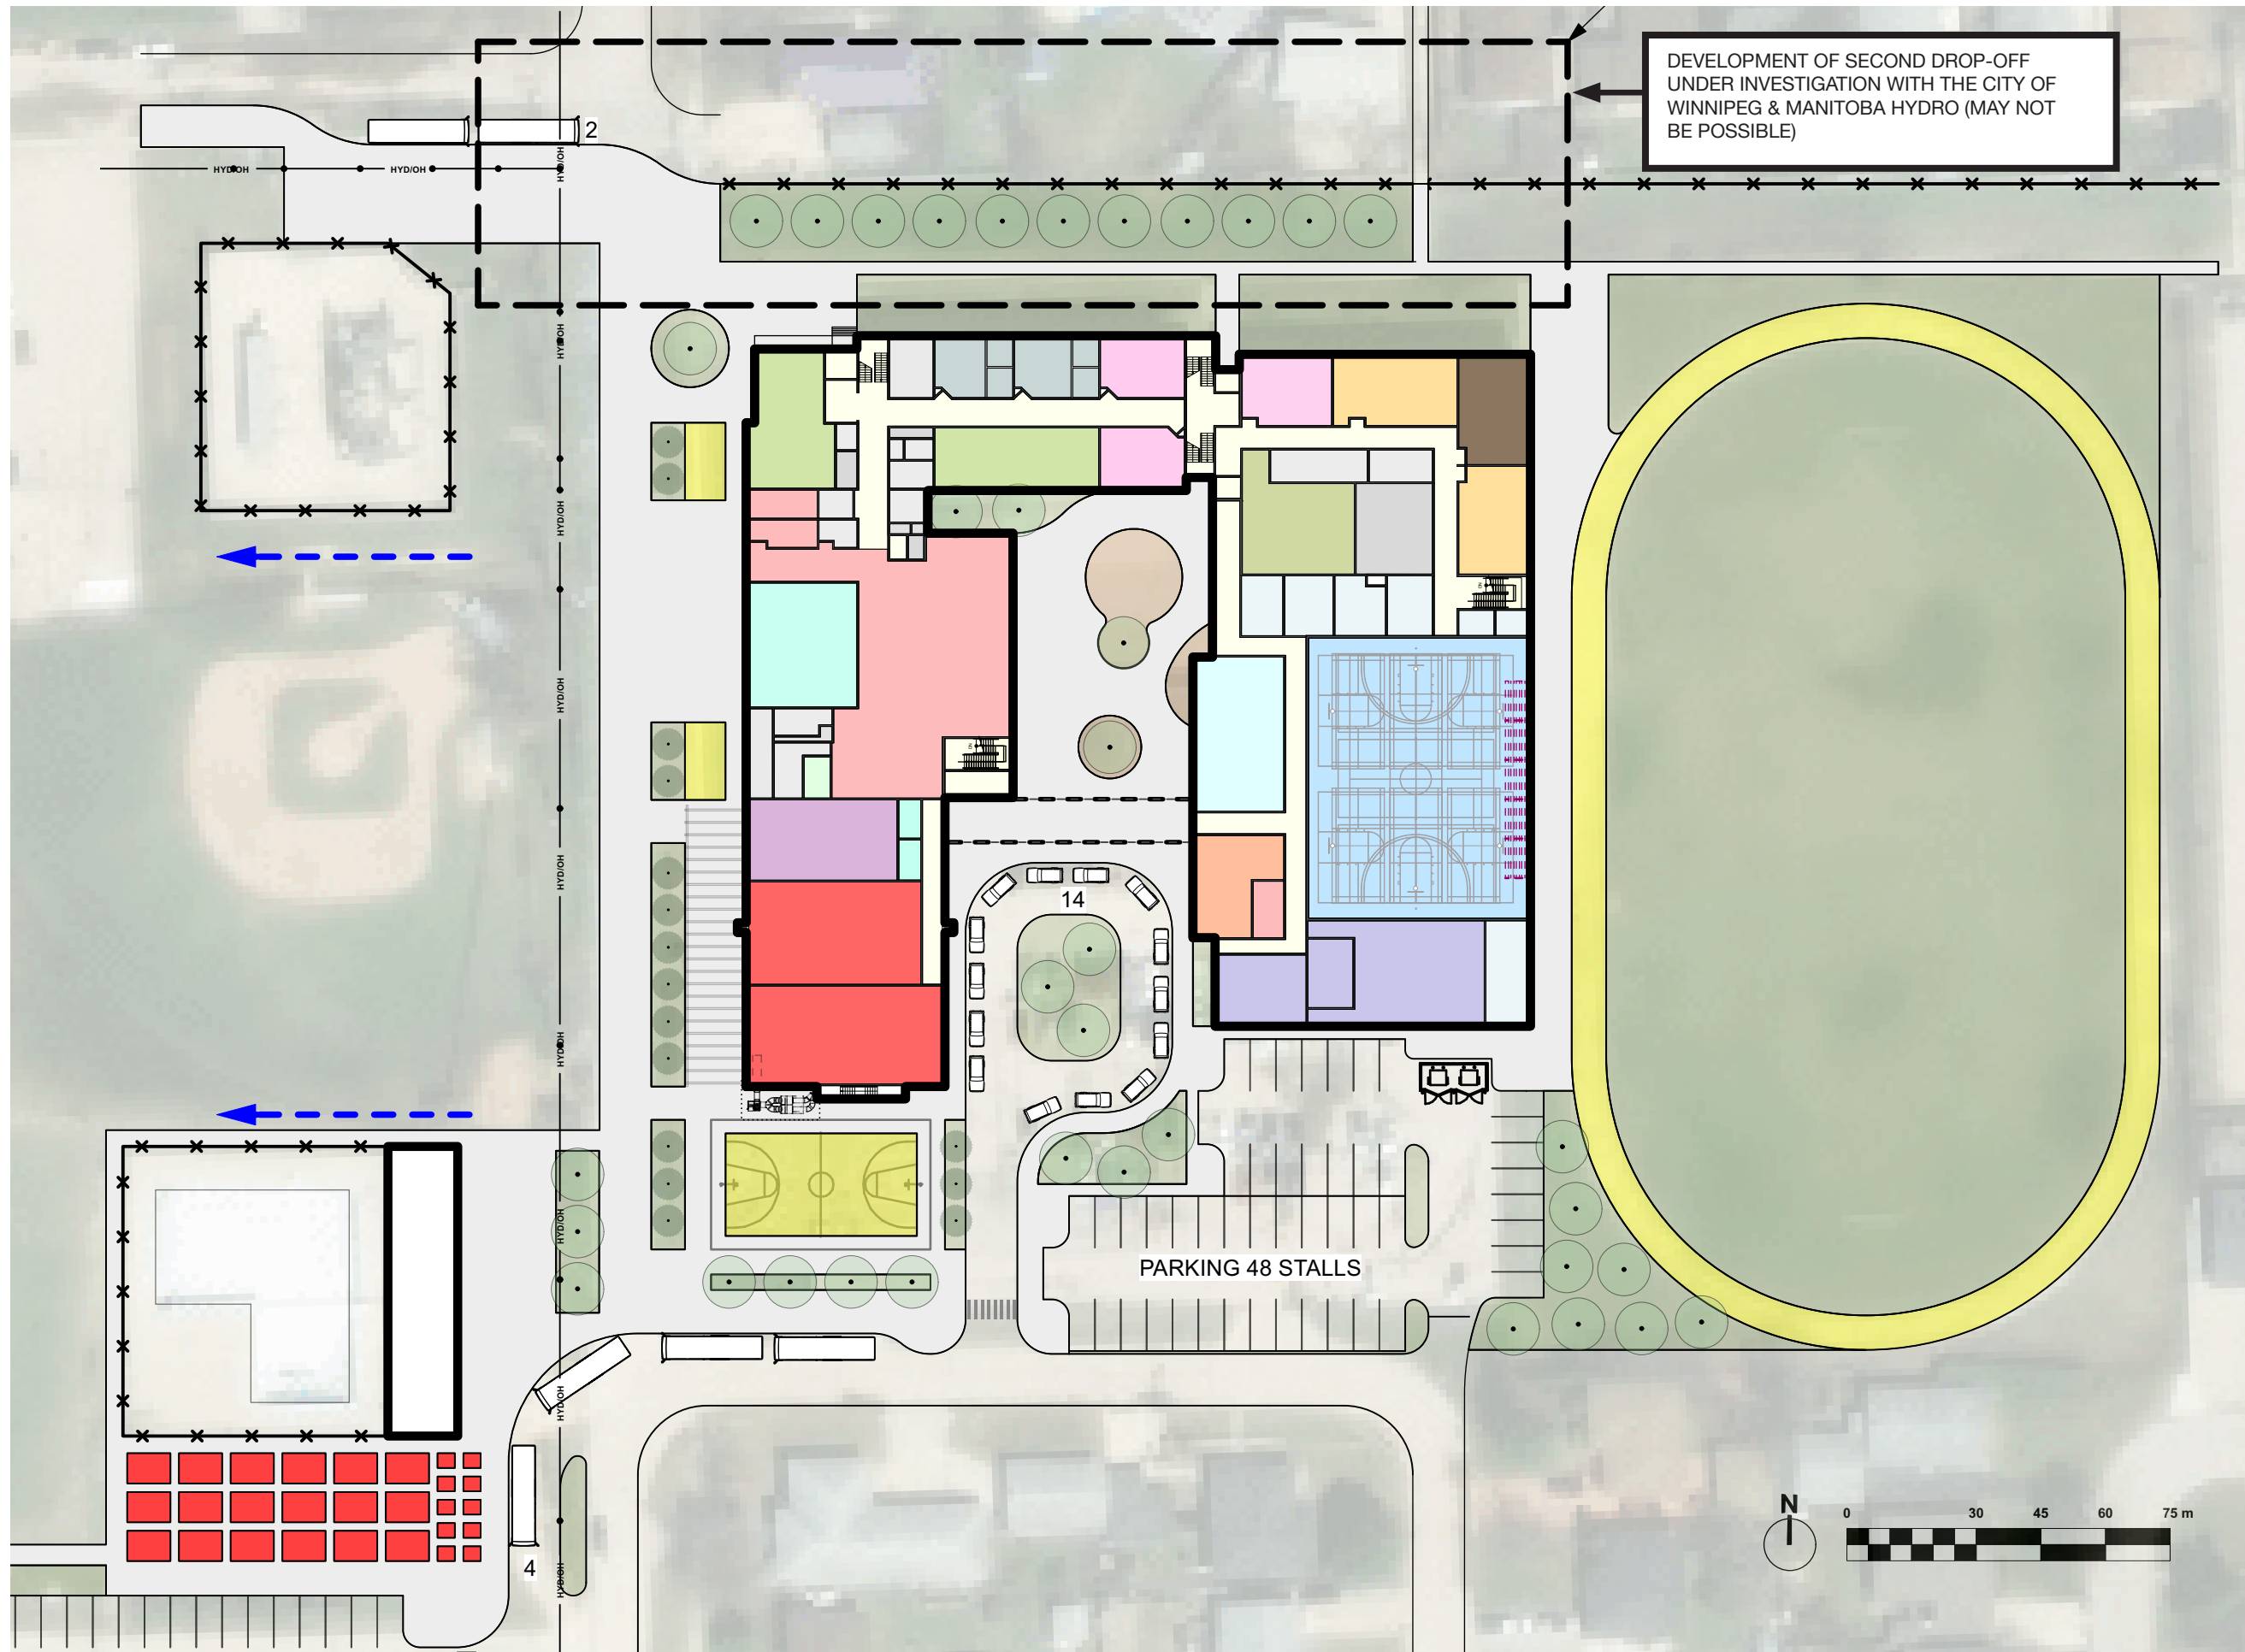 DEVELOPMENT OF SECOND DROP-OFF
UNDER INVESTIGATION WITH THE CITY OF
WINNIPEG & MANITOBA HYDRO (MAY NOT
BE POSSIBLE)
2
HYD/OH
HYD/OH
HYD/OH
HYD/OH
HYD/OH
HYD/OH
HYD/OH
14
HYD/OH
HYD/OH
PARKING 48 STALLS
HYD/OH
N
0 30 45 60 75 m
4
HYD/OH